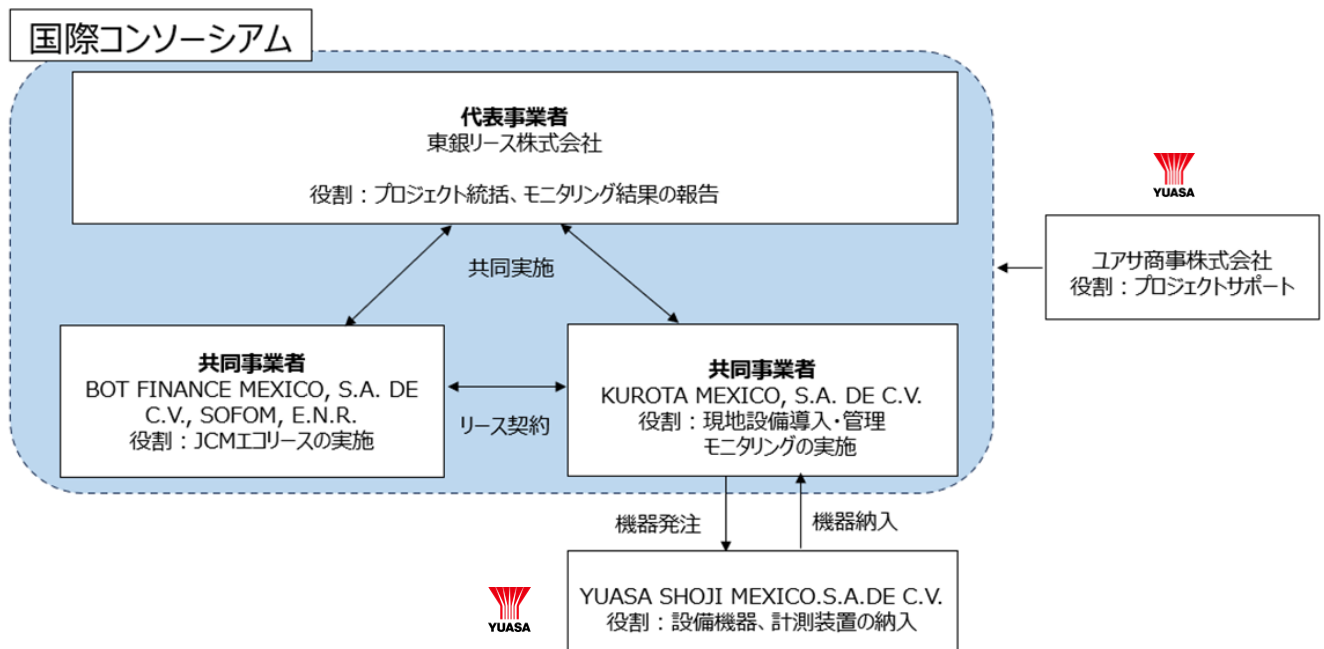 国際コンソーシアム
代表事業者
東銀リース株式会社
役割：プロジェクト統括、モニタリング結果の報告
YUASA
ユアサ商事株式会社
役割：プロジェクトサポート
共同実施
共同事業者
BOT FINANCE MEXICO, S.A. DE
C.V., SOFOM, E.N.R.
役割：JCMエコリースの実施
リース契約
共同事業者
KUROTA MEXICO, S.A. DE C.V.
役割：現地設備導入・管理
モニタリングの実施
機器発注
機器納入
YUASA
YUASA SHOJI MEXICO.S.A.DE C.V.
役割：設備機器、計測装置の納入